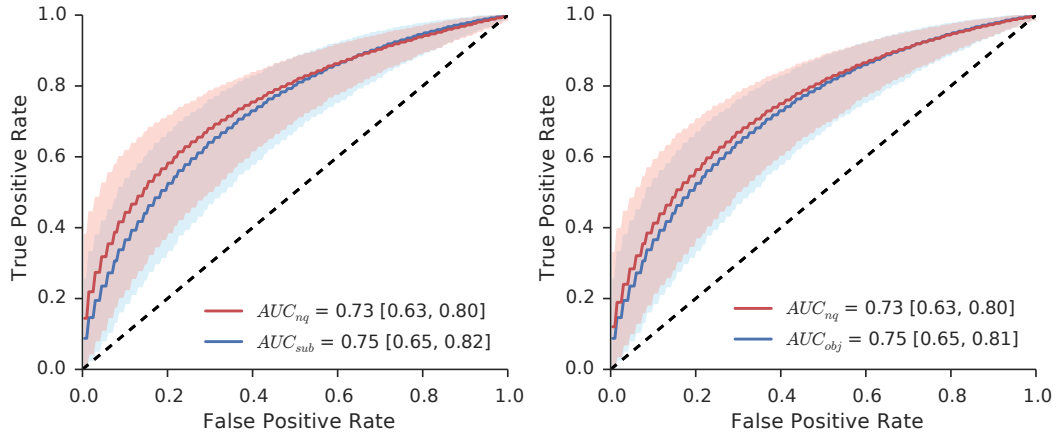 1.0
0.8
0.6
0.4
0.2
0.0
True Positive Rate
AUC_nq = 0.73 [0.63, 0.80]
AUC_sub = 0.75 [0.65, 0.82]
0.0 0.2 0.4 0.6 0.8 1.0
False Positive Rate
1.0
0.8
0.6
0.4
0.2
0.0
True Positive Rate
AUC_nq = 0.73 [0.63, 0.80]
AUC_obj = 0.75 [0.65, 0.81]
0.0 0.2 0.4 0.6 0.8 1.0
False Positive Rate